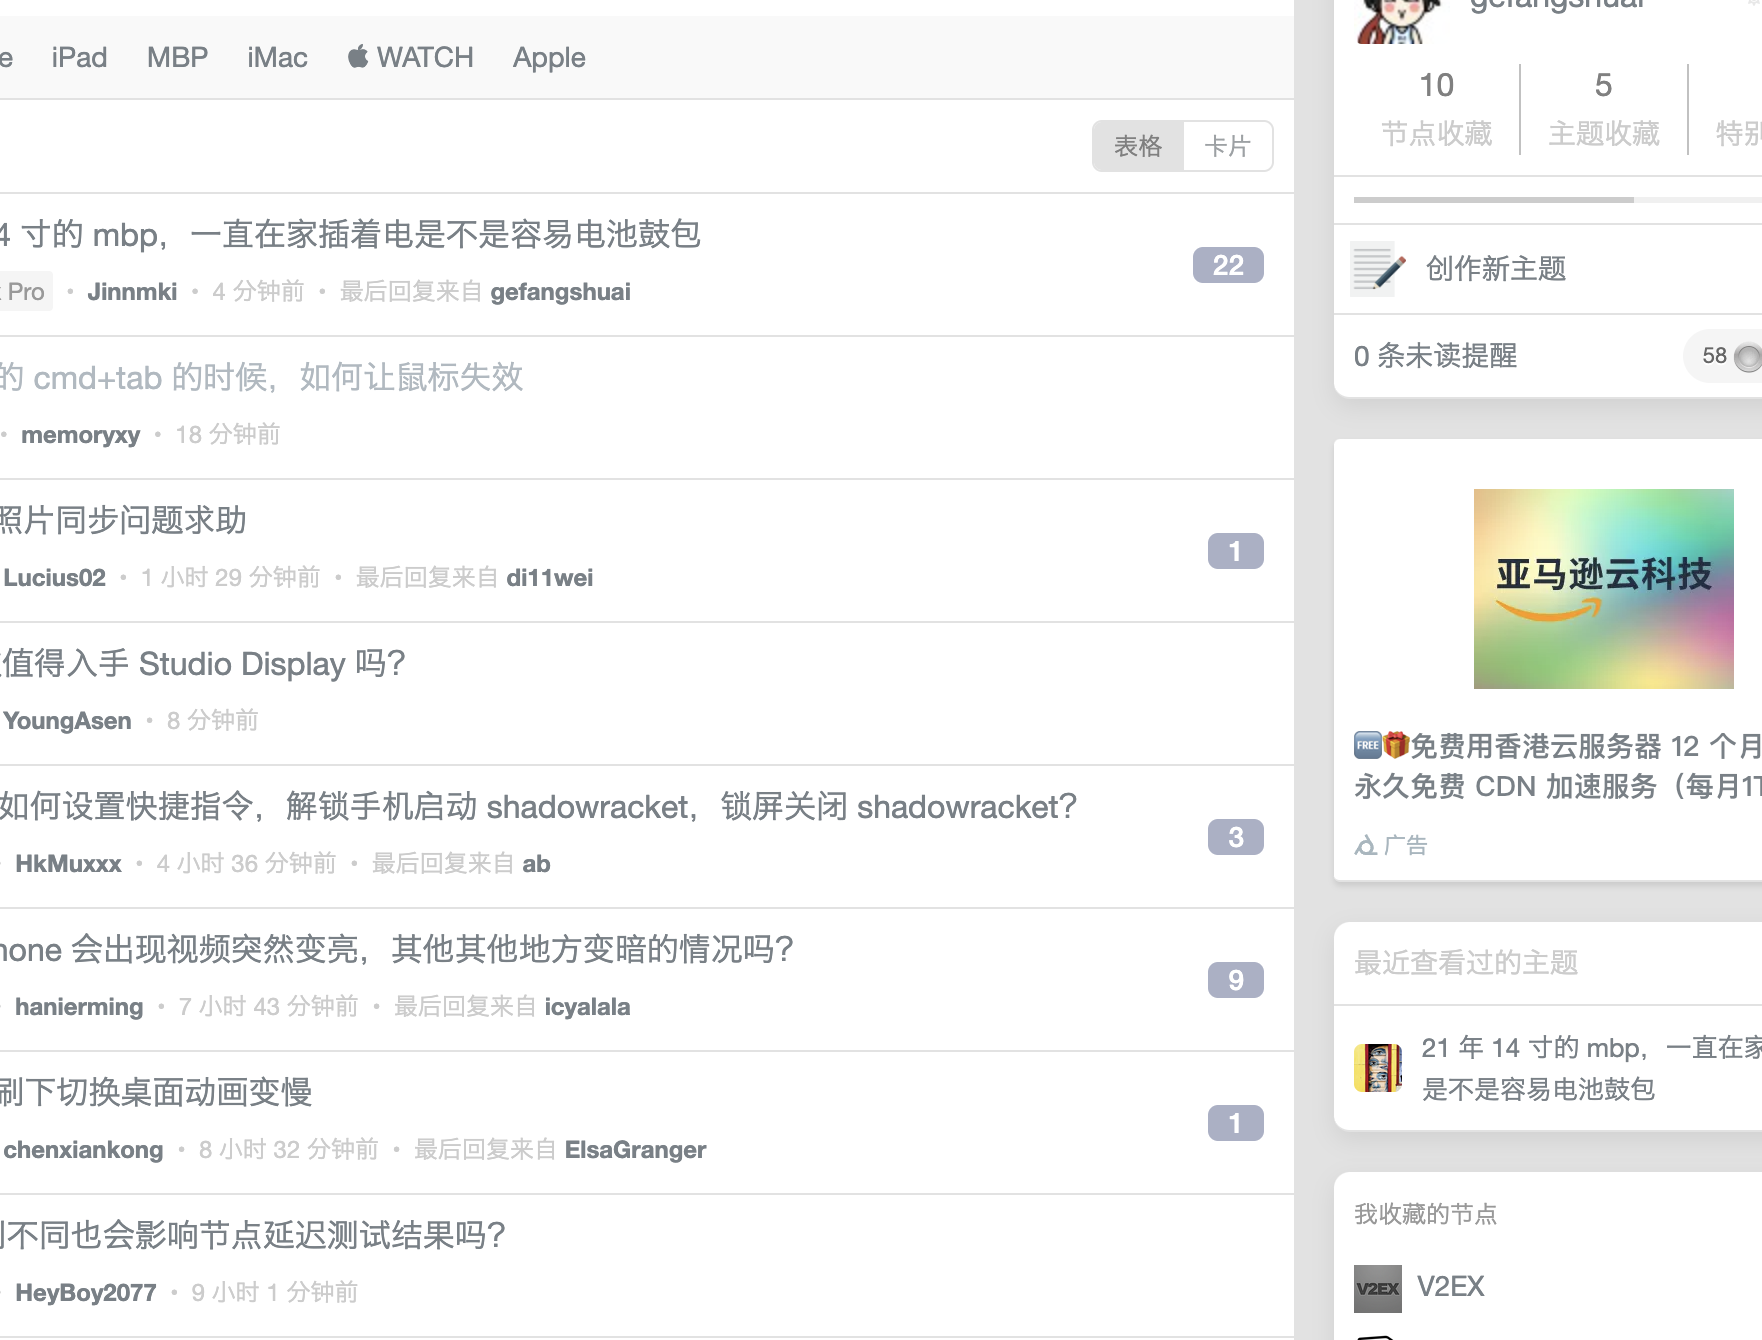 iPad MBP iMac WATCH Apple
表格 卡片
4 寸的 mbp，一直在家插着电是不是容易电池鼓包
22
Pro • Jinnmki • 4 分钟前 • 最后回复来自 gefangshuai
的 cmd+tab 的时候，如何让鼠标失效
• memoryxy • 18 分钟前
照片同步问题求助
1
Lucius02 • 1 小时 29 分钟前 • 最后回复来自 di11wei
值得入手 Studio Display 吗？
YoungAsen • 8 分钟前
如何设置快捷指令，解锁手机启动 shadowracket，锁屏关闭 shadowracket？
3
HkMuxxx • 4 小时 36 分钟前 • 最后回复来自 ab
one 会出现视频突然变亮，其他其他地方变暗的情况吗？
9
hanierming • 7 小时 43 分钟前 • 最后回复来自 icyalala
刷下切换桌面动画变慢
1
chenxiankong • 8 小时 32 分钟前 • 最后回复来自 ElsaGranger
不同也会影响节点延迟测试结果吗？
HeyBoy2077 • 9 小时 1 分钟前
gefangshuai
10 5
节点收藏 主题收藏 特别
创作新主题
0 条未读提醒 58
亚马逊云科技
FREE 免费用香港云服务器 12 个月
永久免费 CDN 加速服务（每月1T
广告
最近查看过的主题
21 年 14 寸的 mbp，一直在家
是不是容易电池鼓包
我收藏的节点
V2EX V2EX